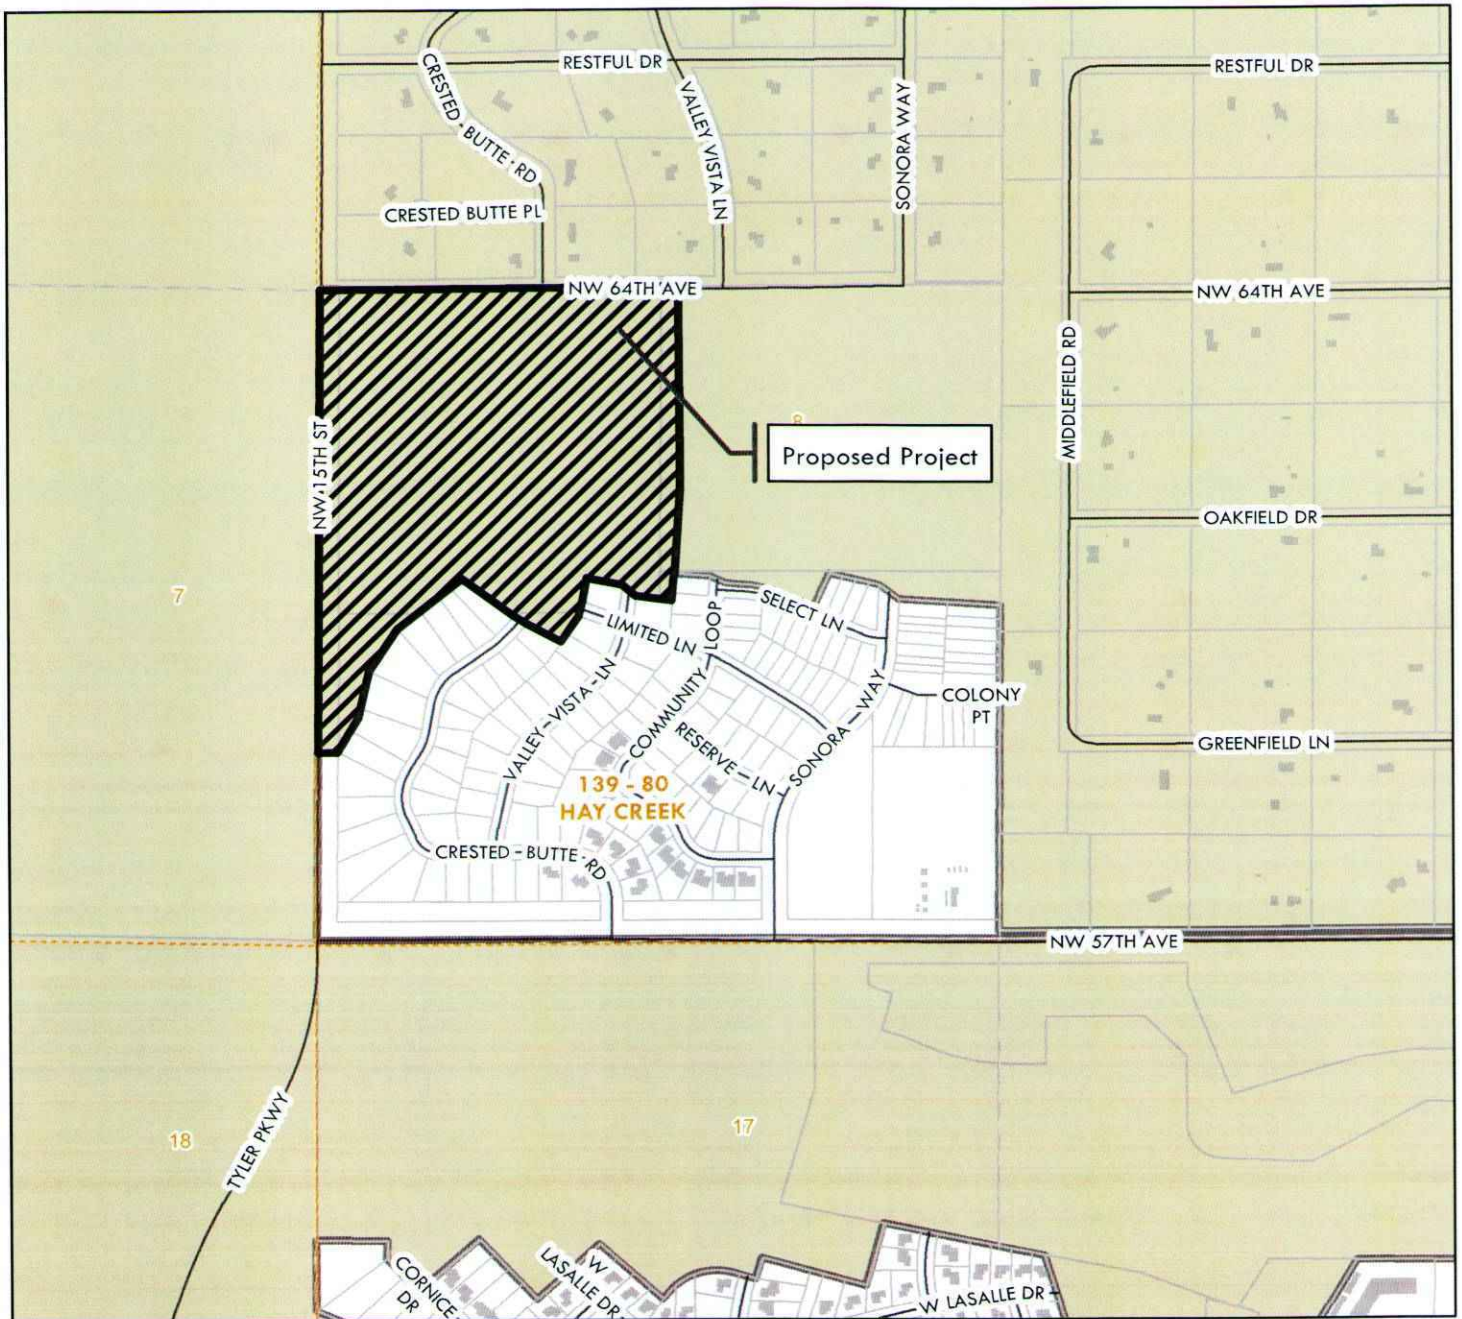 RESTFUL DR
RESTFUL DR
CRESTED - BUTTE - RD
VALLEY VISTA LN
SONORA WAY
CRESTED BUTTE PL
NW 64TH AVE
NW 64TH AVE
MIDDLEFIELD RD
8
Proposed Project
NW 15TH ST
OAKFIELD DR
7
SELECT LN
LIMITED LN
COMMUNITY LOOP
VALLEY - VISTA - LN
SONORA - WAY
COLONY
PT
RESERVE - LN
GREENFIELD LN
139 - 80
HAY CREEK
CRESTED - BUTTE - RD
NW 57TH AVE
TYLER PKWY
18
17
CORNICE
DR
W
LASALLE DR
W LASALLE DR